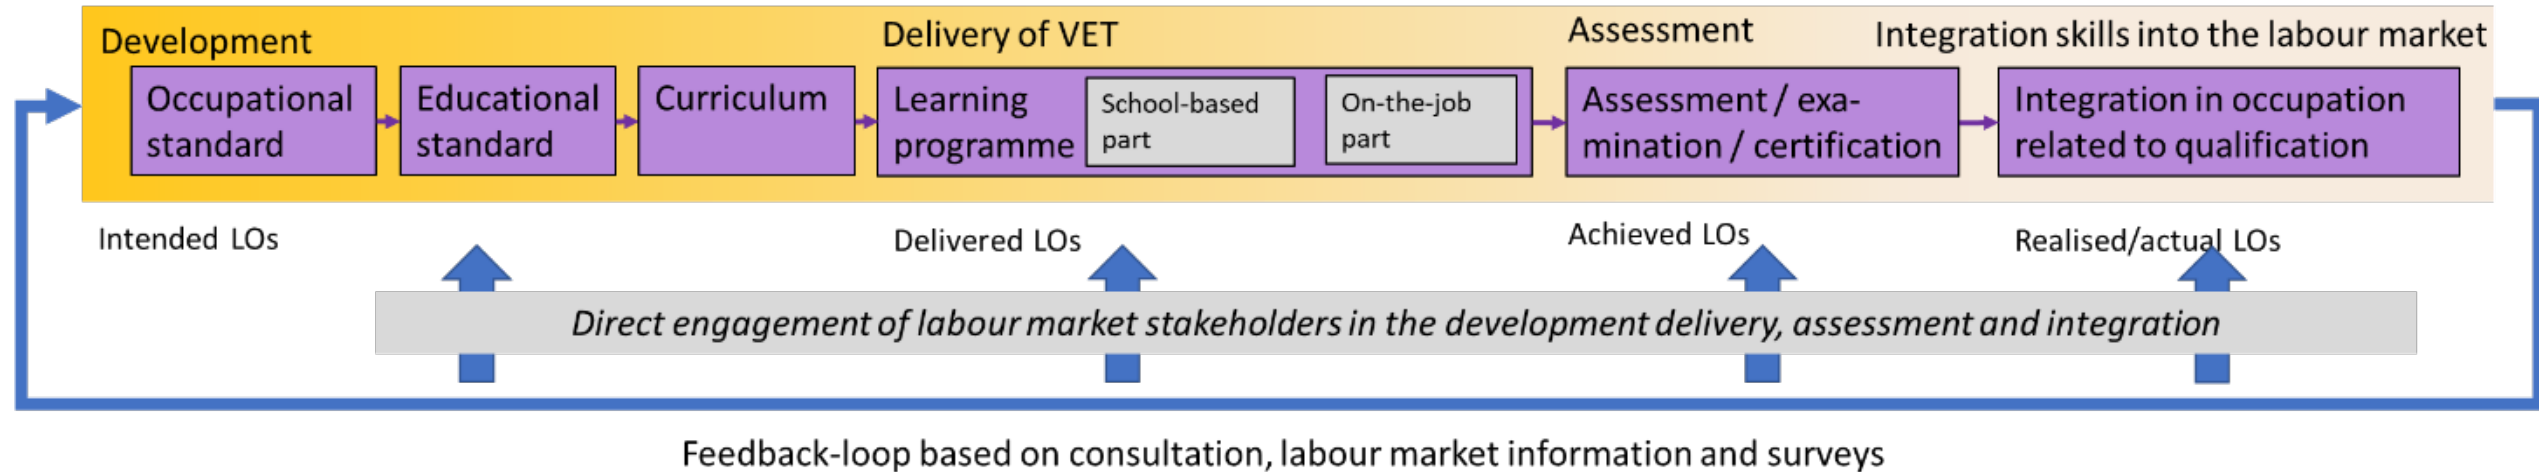 Development
Delivery of VET
Assessment
Integration skills into the labour market
Occupational
standard
Educational
standard
Curriculum
Learning
programme
School-based
part
On-the-job
part
Assessment / exa-
mination / certification
Integration in occupation
related to qualification
Intended LOs
Delivered LOs
Achieved LOs
Realised/actual LOs
Direct engagement of labour market stakeholders in the development delivery, assessment and integration
Feedback-loop based on consultation, labour market information and surveys